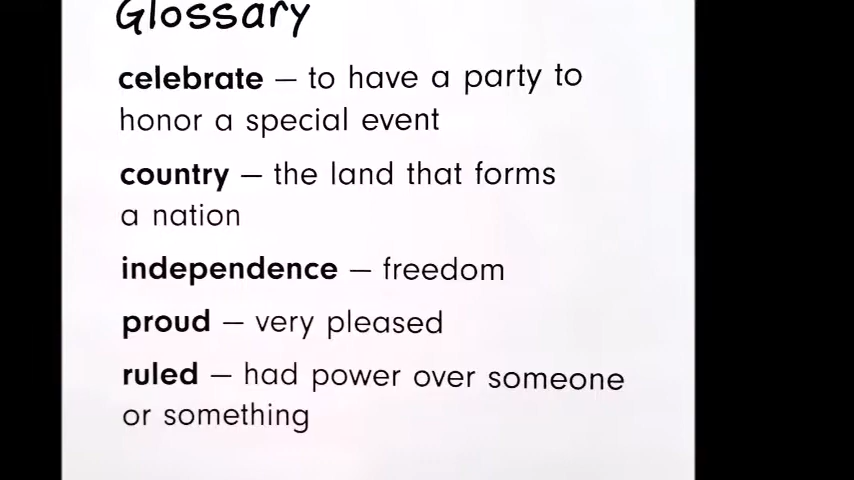 Glossary
celebrate – to have a party to
honor a special event
country – the land that forms
a nation
independence – freedom
proud – very pleased
ruled – had power over someone
or something